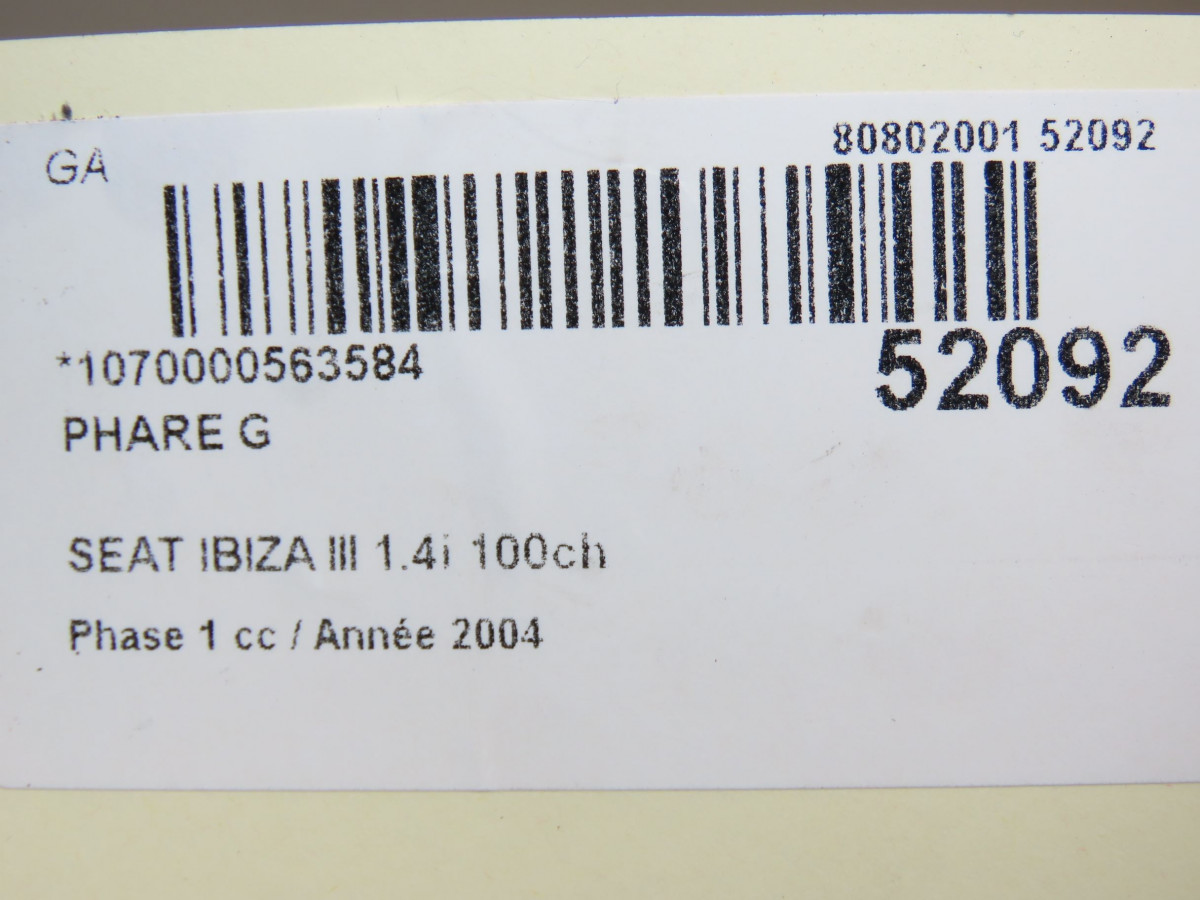 80802001 52092
GA
*1070000563584
52092
PHARE G
SEAT IBIZA III 1.4i 100ch
Phase 1 cc / Année 2004